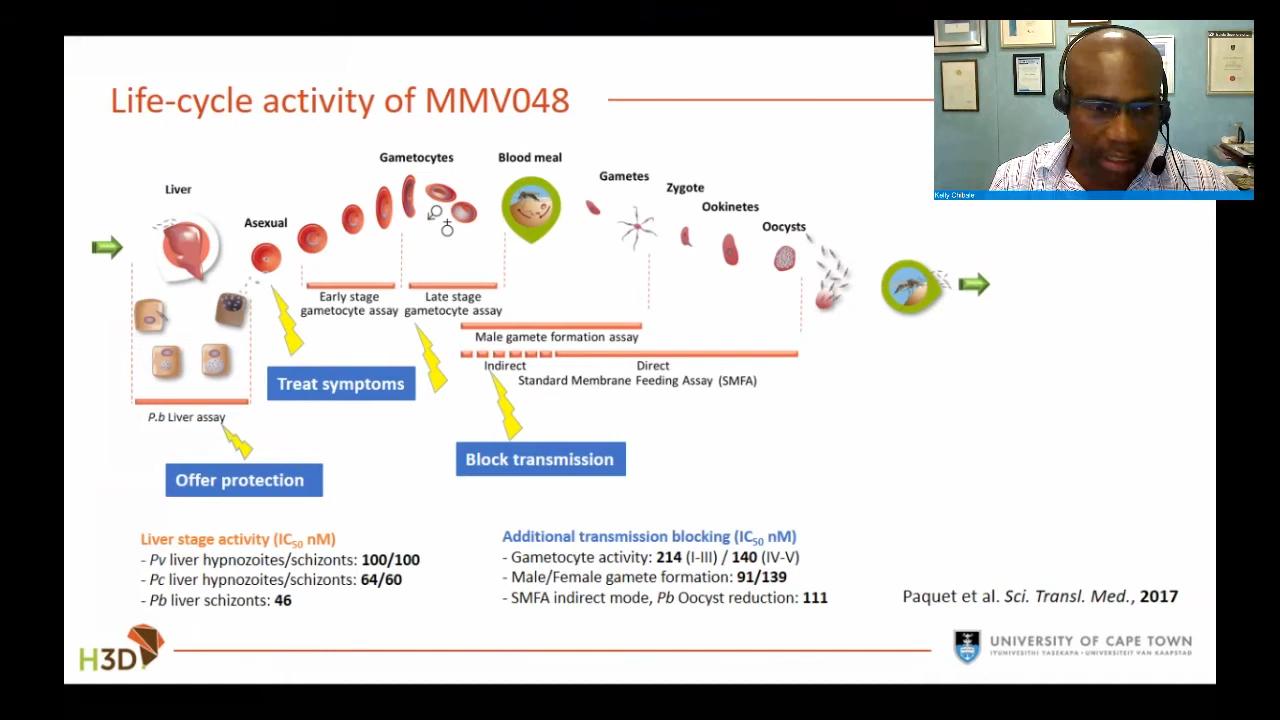 Life-cycle activity of MMV048
Kelly Chibale
Gametocytes
Blood meal
Gametes
Zygote
Ookinetes
Oocysts
Liver
Asexual
Early stage
gametocyte assay
Late stage
gametocyte assay
Male gamete formation assay
Indirect
Direct
Standard Membrane Feeding Assay (SMFA)
Treat symptoms
P.b Liver assay
Block transmission
Offer protection
Liver stage activity (IC50 nM)
- Pv liver hypnozoites/schizonts: 100/100
- Pc liver hypnozoites/schizonts: 64/60
- Pb liver schizonts: 46
Additional transmission blocking (IC50 nM)
- Gametocyte activity: 214 (I-III) / 140 (IV-V)
- Male/Female gamete formation: 91/139
- SMFA indirect mode, Pb Oocyst reduction: 111
Paquet et al. Sci. Transl. Med., 2017
H3D
UNIVERSITY OF CAPE TOWN
IYUNIVESITHI YASEKAPA • UNIVERSITEIT VAN KAAPSTAD